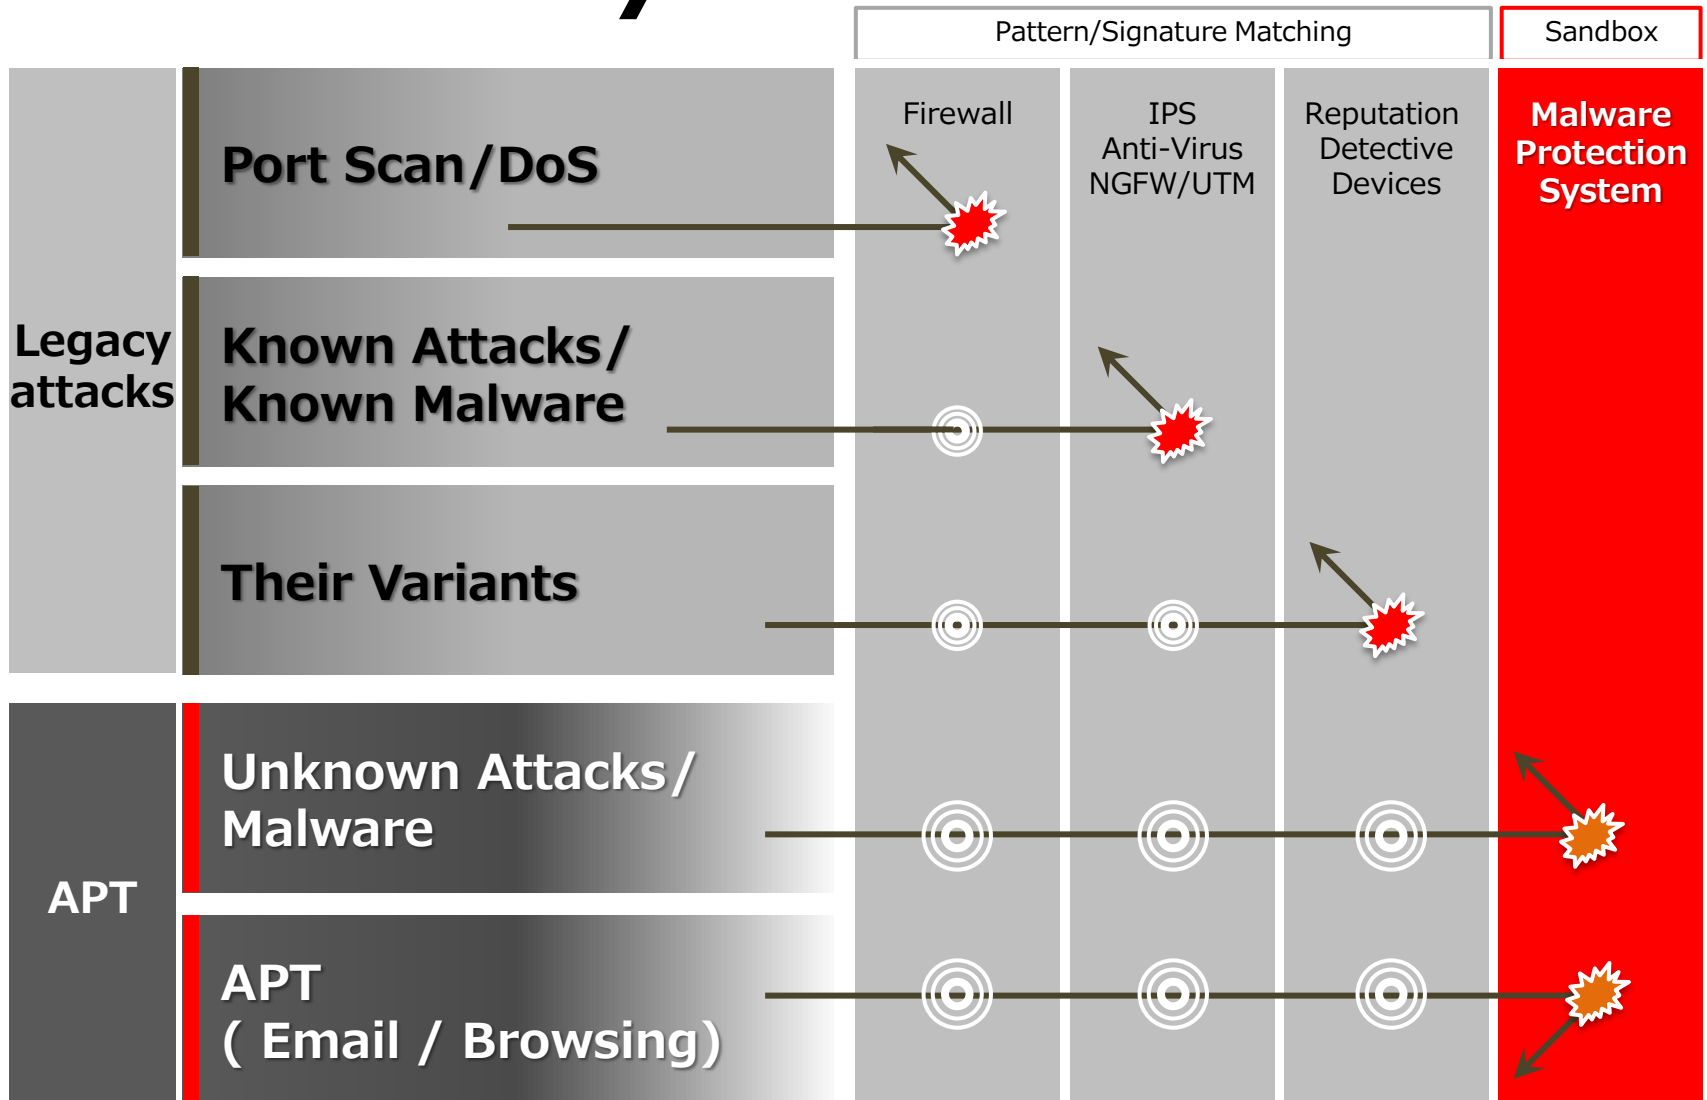 Pattern/Signature Matching
Sandbox
Firewall
IPS
Anti-Virus
NGFW/UTM
Reputation
Detective
Devices
Malware
Protection
System
Legacy
attacks
Port Scan/DoS
Known Attacks/
Known Malware
Their Variants
APT
Unknown Attacks/
Malware
APT
( Email / Browsing)